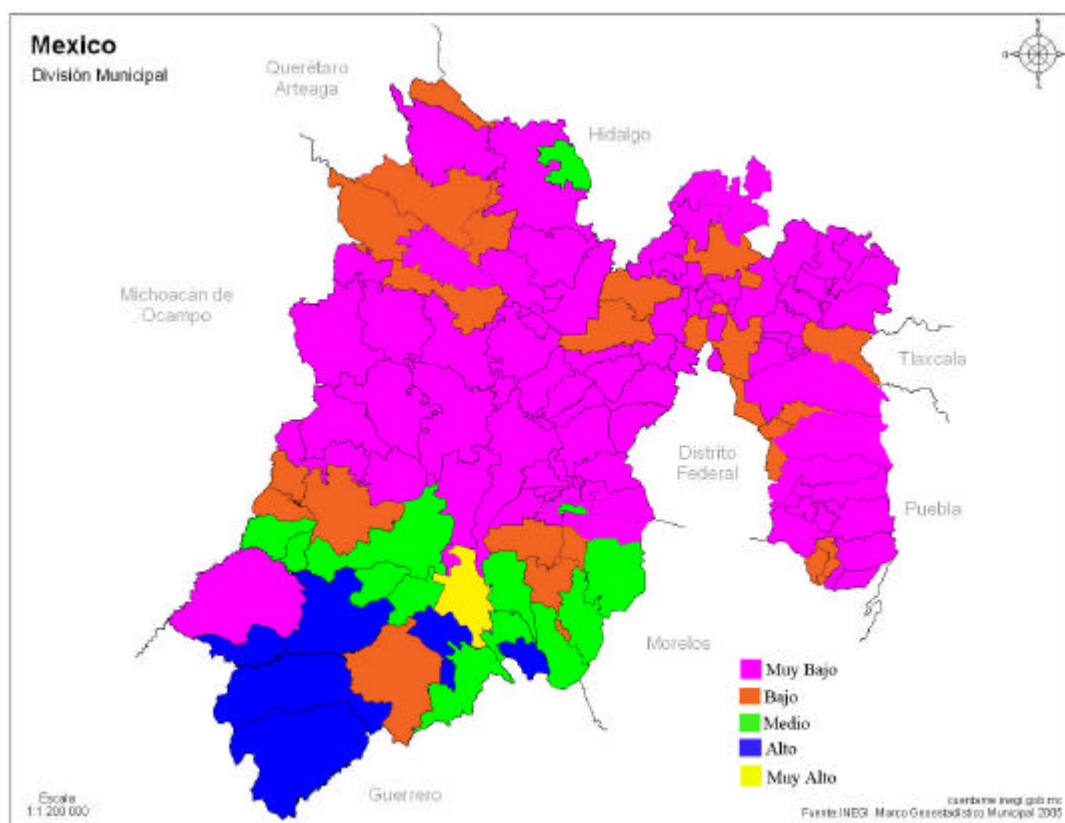 Mexico
División Municipal
Querétaro
Arteaga
Hidalgo
Michoacán de
Ocampo
Tlaxcala
Distrito
Federal
Puebla
Morelos
Muy Bajo
Bajo
Medio
Alto
Muy Alto
Guerrero
Escala
1:1 200 000
cuentame.inegi.gob.mx
Fuente: INEGI. Marco Geoestadístico Municipal 2005